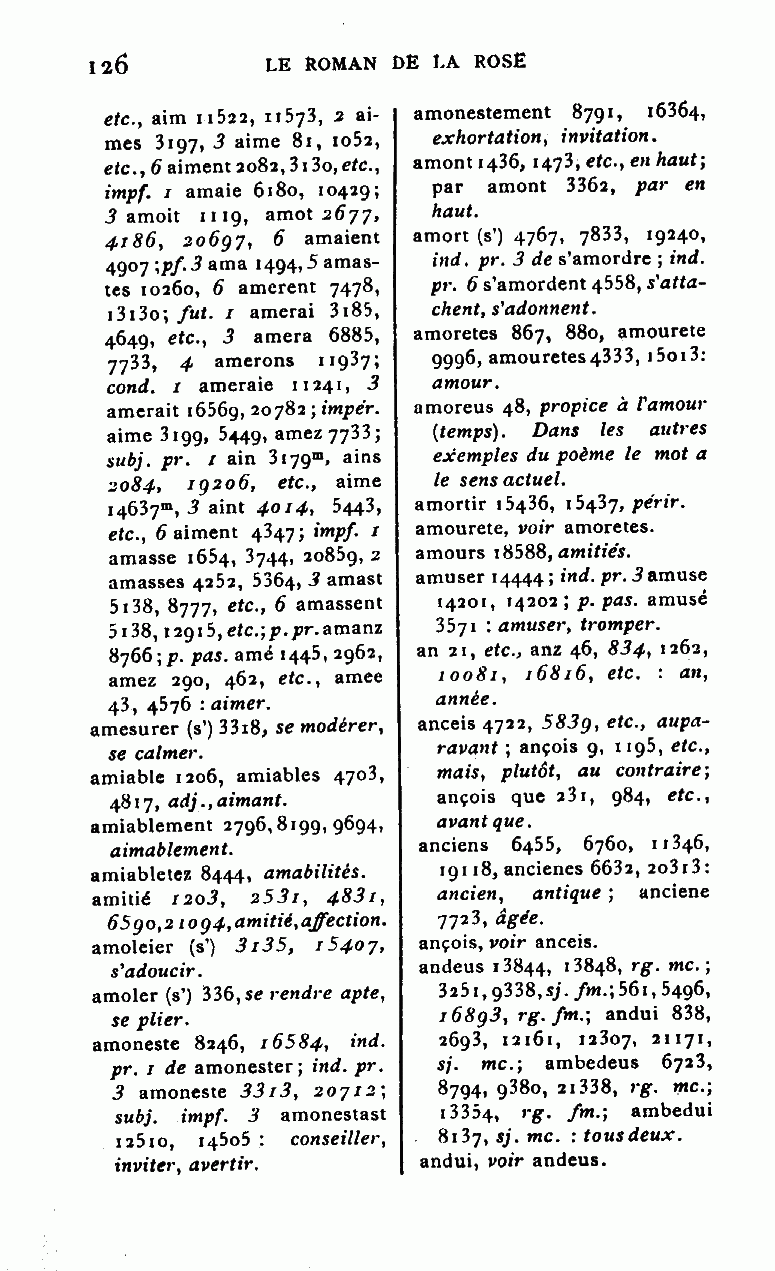 126 LE ROMAN DE LA ROSE
etc., aim 11522, 11573, 2 ai-
mes 3197, 3 aime 81, 1052,
etc., 6 aiment 2082, 3130, etc.,
impf. 1 amaie 6180, 10429;
3 amoit 1119, amot 2677,
4186, 20697, 6 amaient
4907; pf. 3 ama 1494, 5 amas-
tes 10260, 6 amerent 7478,
13130; fut. 1 amerai 3185,
4649, etc., 3 amera 6885,
7733, 4 amerons 11937;
cond. 1 ameraie 11241, 3
amerait 16569, 20782; impér.
aime 3199, 5449, amez 7733;
subj. pr. 1 ain 3179m, ains
2084, 19206, etc., aime
14637m, 3 aint 4014, 5443,
etc., 6 aiment 4347; impf. 1
amasse 1654, 3744, 20859, 2
amasses 4252, 5364, 3 amast
5138, 8777, etc., 6 amassent
5138, 12915, etc.; p. pr. amanz
8766; p. pas. amé 1445, 2962,
amez 290, 462, etc., amee
43, 4576 : aimer.
amesurer (s') 3318, se modérer,
se calmer.
amiable 1206, amiables 4703,
4817, adj., aimant.
amiablement 2796, 8199, 9694,
aimablement.
amiabletez 8444, amabilités.
amitié 1203, 2531, 4831,
6590, 21094, amitié, affection.
amoleier (s') 3135, 15407,
s'adoucir.
amoler (s') 336, se rendre apte,
se plier.
amoneste 8246, 16584, ind.
pr. 1 de amonester; ind. pr.
3 amoneste 3313, 20712;
subj. impf. 3 amonestast
12510, 14505 : conseiller,
inviter, avertir.
amonestement 8791, 16364,
exhortation, invitation.
amont 1436, 1473, etc., en haut;
par amont 3362, par en
haut.
amort (s') 4767, 7833, 19240,
ind. pr. 3 de s'amordre; ind.
pr. 6 s'amordent 4558, s'atta-
chent, s'adonnent.
amoretes 867, 880, amourete
9996, amouretes 4333, 15013:
amour.
amoreus 48, propice à l'amour
(temps). Dans les autres
exemples du poème le mot a
le sens actuel.
amortir 15436, 15437, périr.
amourete, voir amoretes.
amours 18588, amitiés.
amuser 14444; ind. pr. 3 amuse
14201, 14202; p. pas. amusé
3571 : amuser, tromper.
an 21, etc., anz 46, 834, 1262,
10081, 16816, etc. : an,
année.
anceis 4722, 5839, etc., aupa-
ravant ; ançois 9, 1195, etc.,
mais, plutôt, au contraire;
ançois que 231, 984, etc.,
avant que.
anciens 6455, 6760, 11346,
19118, ancienes 6632, 20313:
ancien, antique ; anciene
7723, âgée.
ançois, voir anceis.
andeus 13844, 13848, rg. mc.;
3251, 9338, sj. fm.; 561, 5496,
16893, rg. fm.; andui 838,
2693, 12161, 12307, 21171,
sj. mc.; ambedeus 6723,
8794, 9380, 21338, rg. mc.;
13354, rg. fm.; ambedui
8137, sj. mc. : tous deux.
andui, voir andeus.